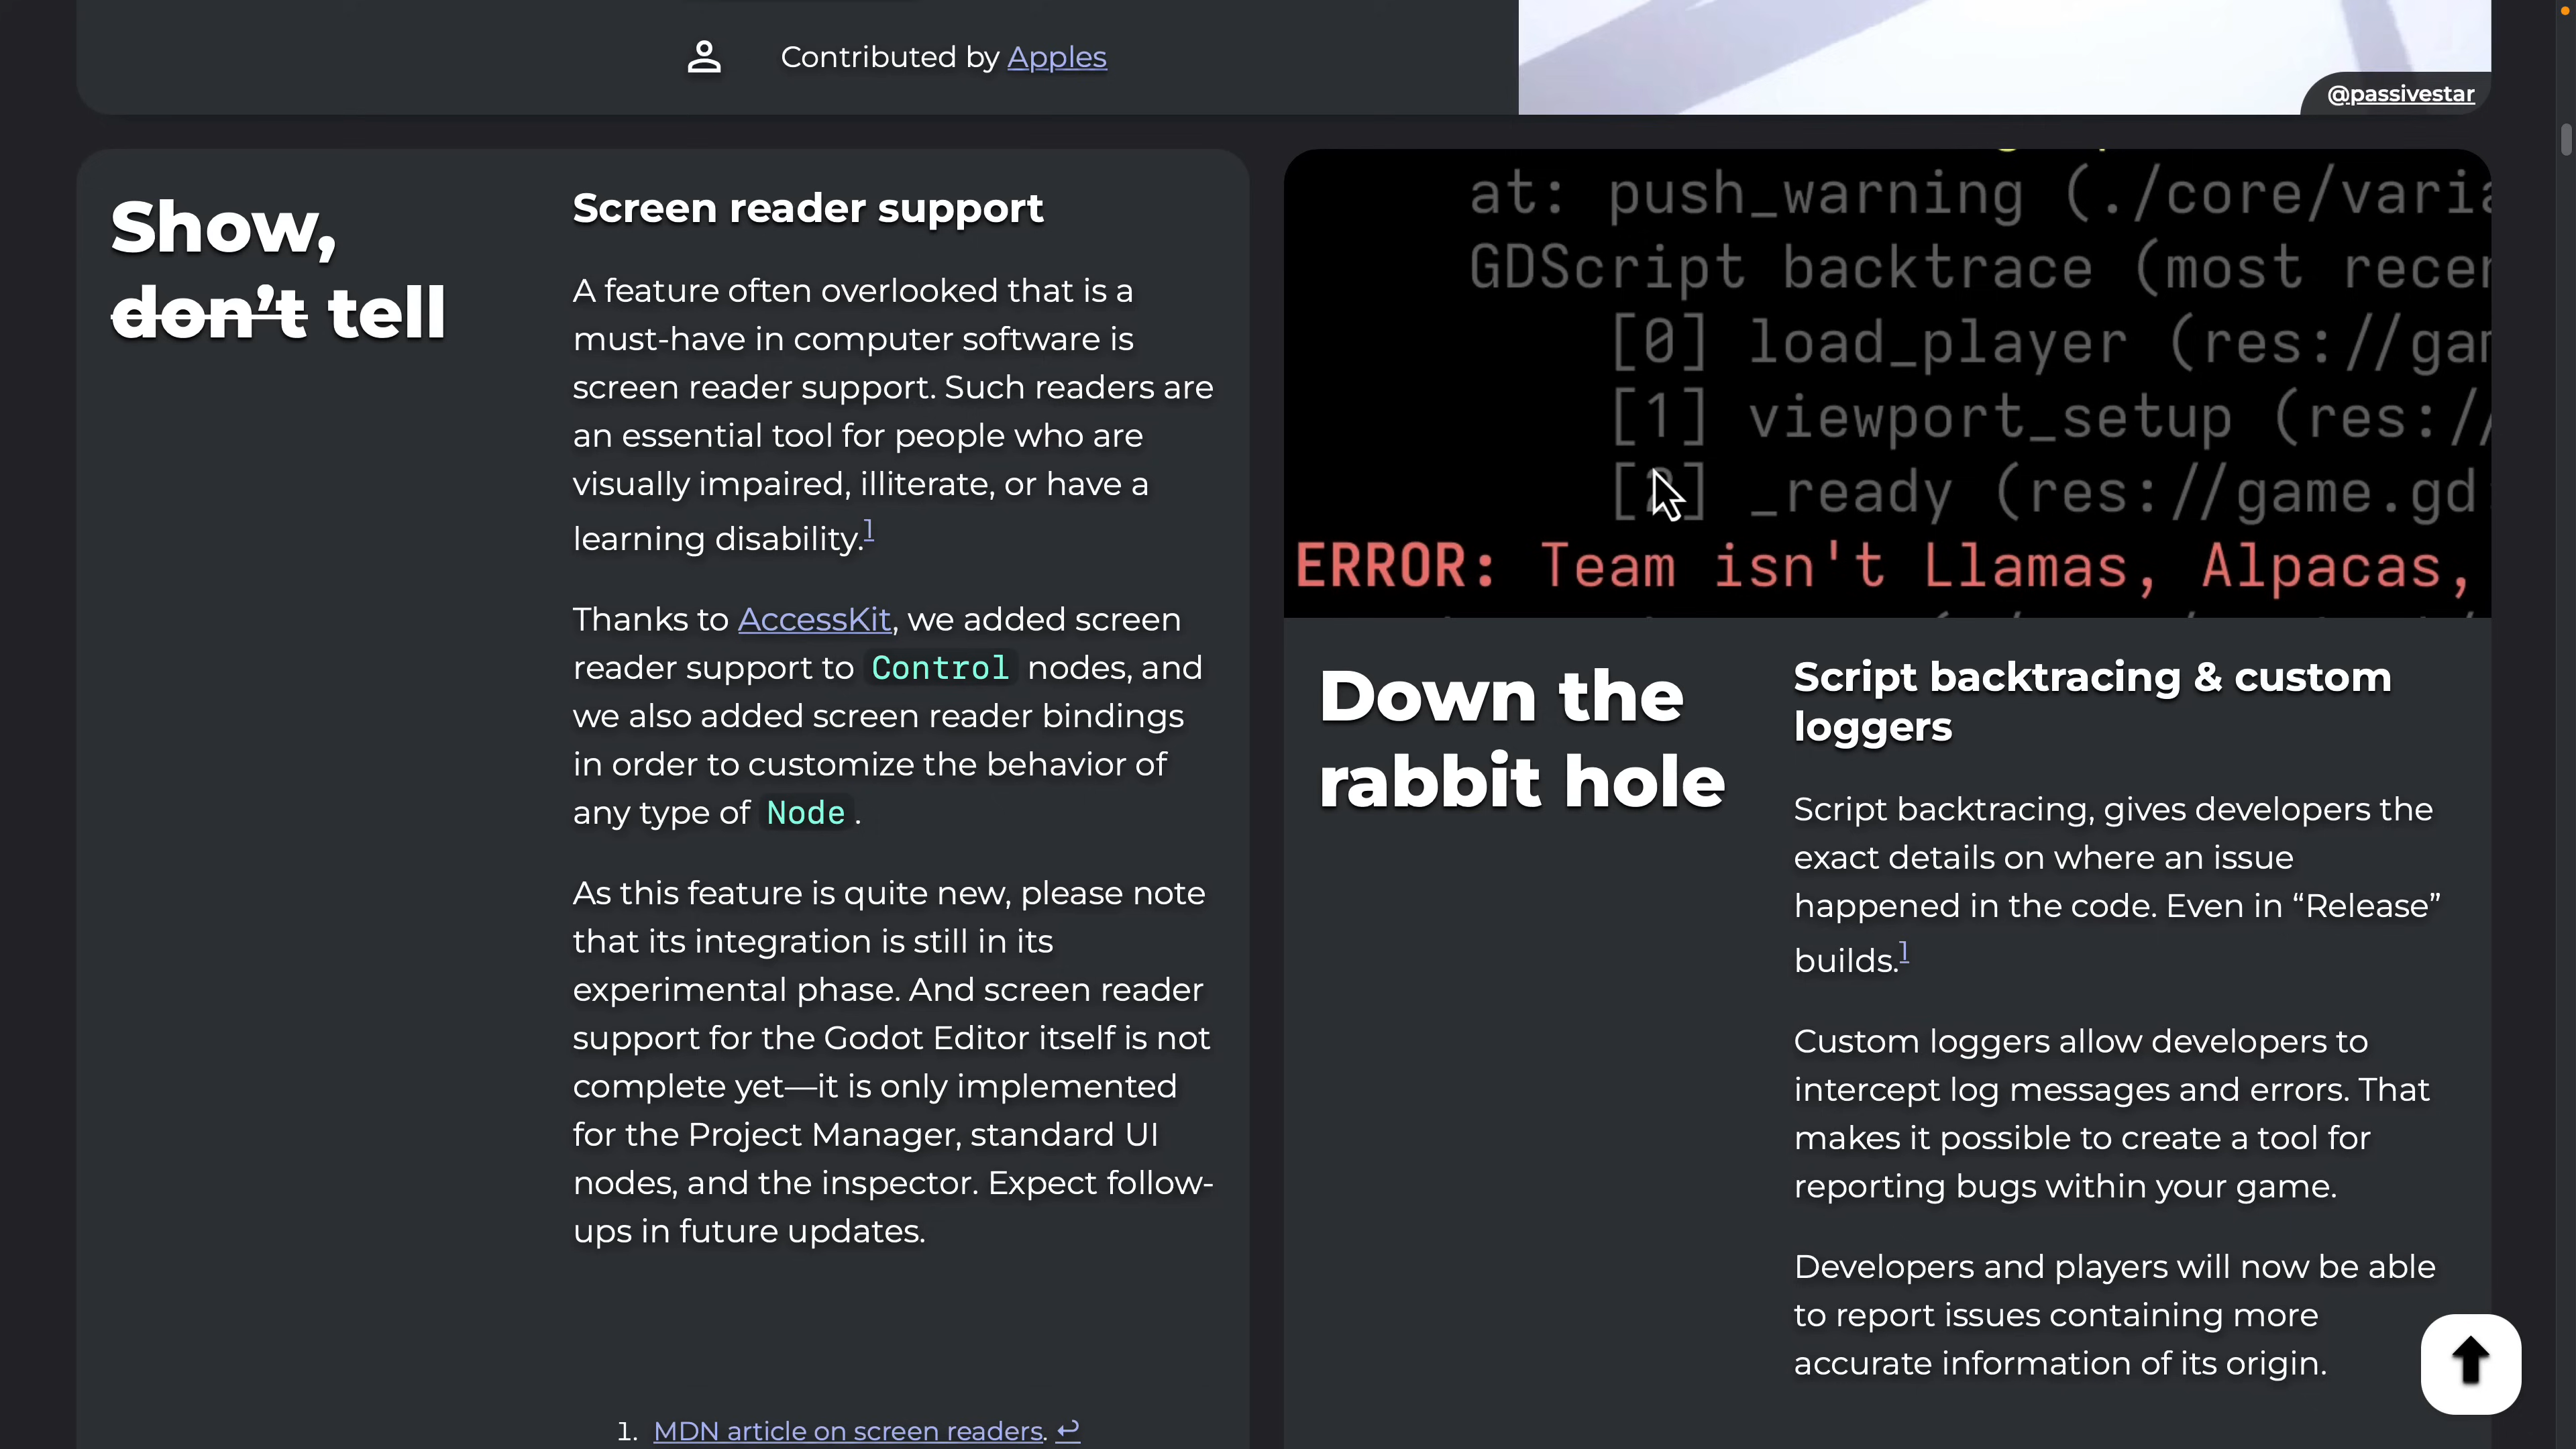 Contributed by Apples
@passivestar
Show,
don’t tell
Screen reader support
A feature often overlooked that is a
must-have in computer software is
screen reader support. Such readers are
an essential tool for people who are
visually impaired, illiterate, or have a
learning disability.1
Thanks to AccessKit, we added screen
reader support to Control nodes, and
we also added screen reader bindings
in order to customize the behavior of
any type of Node.
As this feature is quite new, please note
that its integration is still in its
experimental phase. And screen reader
support for the Godot Editor itself is not
complete yet—it is only implemented
for the Project Manager, standard UI
nodes, and the inspector. Expect follow-
ups in future updates.
1. MDN article on screen readers. ↩
at: push_warning (./core/varia
GDScript backtrace (most recen
[0] load_player (res://gam
[1] viewport_setup (res://
[2] _ready (res://game.gd:
ERROR: Team isn't Llamas, Alpacas,
Down the
rabbit hole
Script backtracing & custom
loggers
Script backtracing, gives developers the
exact details on where an issue
happened in the code. Even in “Release”
builds.1
Custom loggers allow developers to
intercept log messages and errors. That
makes it possible to create a tool for
reporting bugs within your game.
Developers and players will now be able
to report issues containing more
accurate information of its origin.